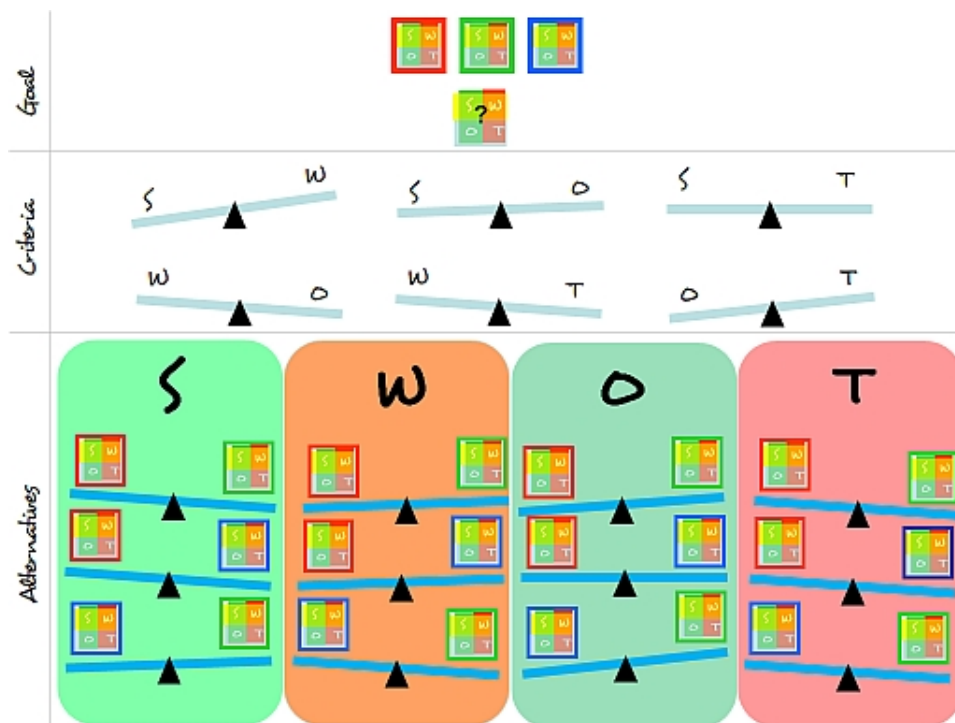 Goal
S W S W S W
O T O T O T
S W
?
O T
Criteria
S W S O S T
W O W T O T
Alternatives
S W O T
S W S W S W S W S W S W S W S W
O T O T O T O T O T O T O T O T
S W S W S W S W S W S W S W S W
O T O T O T O T O T O T O T O T
S W S W S W S W S W S W S W S W
O T O T O T O T O T O T O T O T